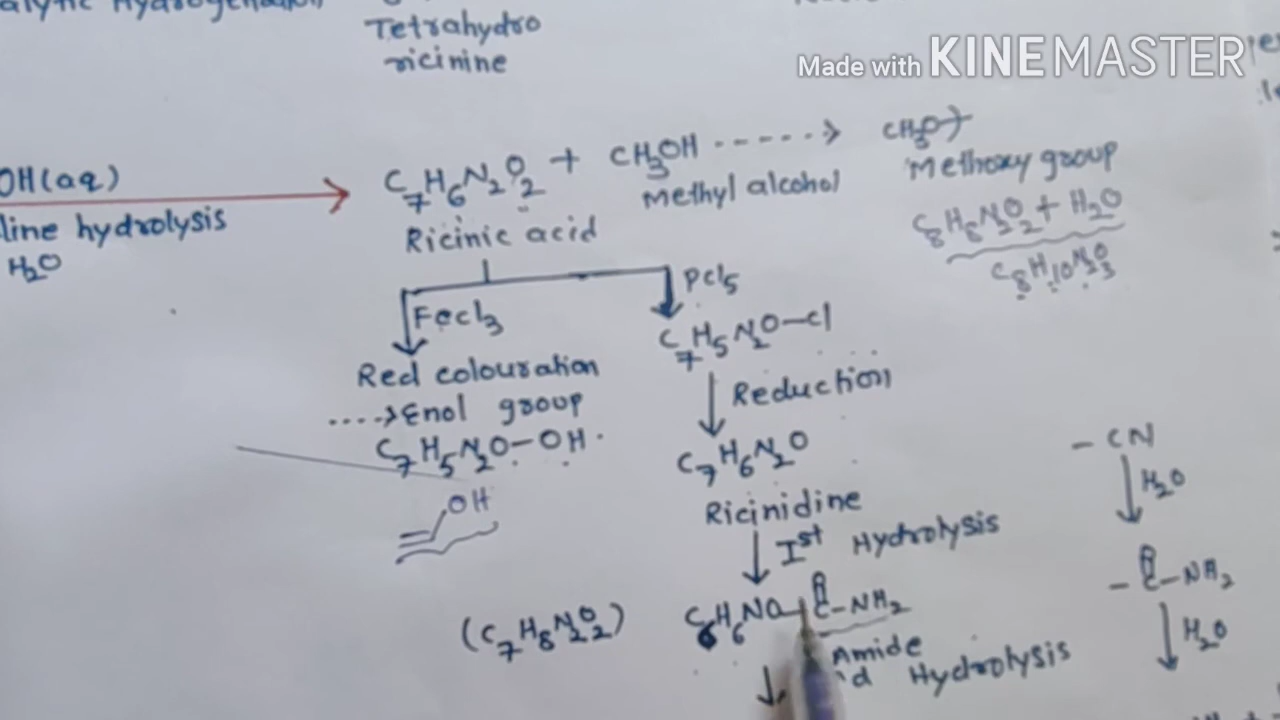 alytic Hydrogenation
Tetrahydro
ricinine
Made with KINEMASTER
OH(aq)
line hydrolysis
H2O
C7H6N2O2 + CH3OH -----> CH3O
Ricinic acid
Methyl alcohol
Methoxy group
C8H8N2O2 + H2O
C8H10N2O3
FeCl3
PCl5
Red colouration
....> Enol group
C7H5N2O-OH.
OH
C7H5N2O-Cl
Reduction
C7H6N2O
Ricinidine
Ist Hydrolysis
(C7H8N2O2)
C6H6NO-C-NH2
Amide
d Hydrolysis
-CN
H2O
-C-NH2
H2O